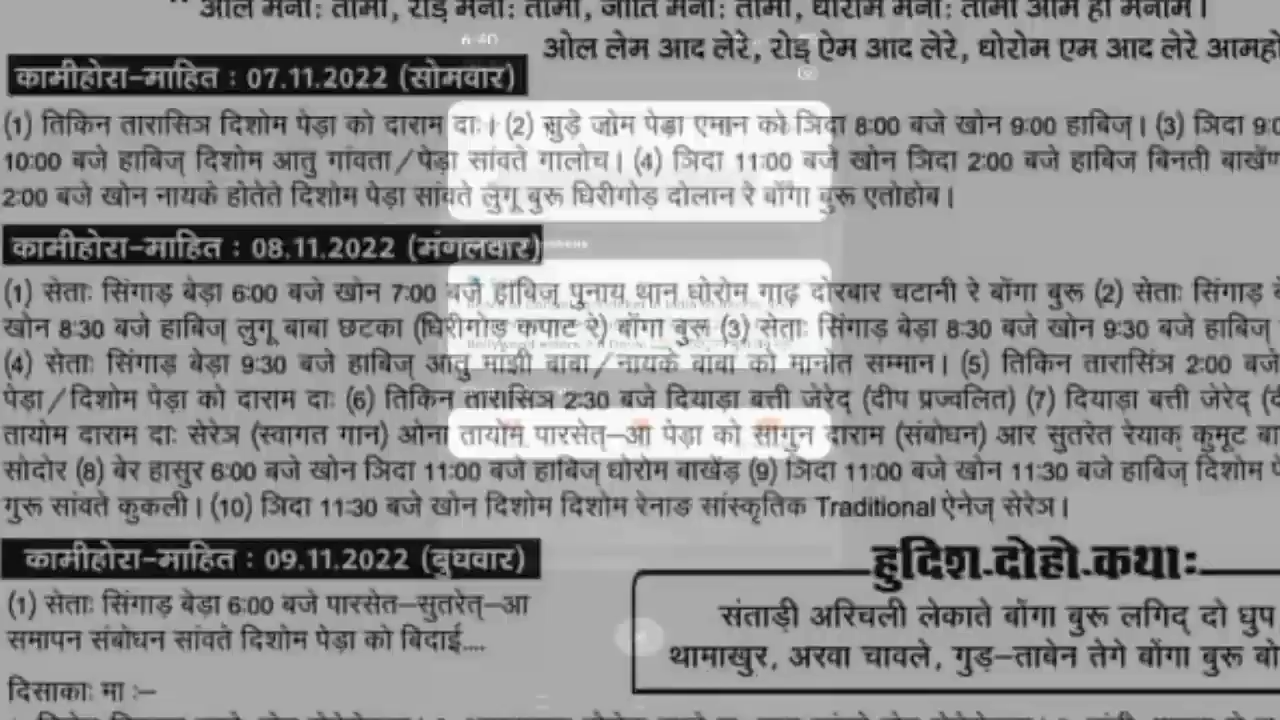 ओल लेम आद लेरे, रोड़ ऐम आद लेरे, धोरोम एम आद लेरे
कामीहोरा–माहित : 07.11.2022 (सोमवार)
(1) तिकिन तारासिञ दिशोम पेड़ा को दाराम दाः। (2) सुड़े जोम पेड़ा एमान को ञिदा 8:00 बजे खोन 9:00 हाबिज्। (3) ञिदा
10:00 बजे हाबिज् दिशोम आतु गांवता/पेड़ा सांवते गालोच। (4) ञिदा 11:00 बजे खोन ञिदा 2:00 बजे हाबिज बिनती
2:00 बजे खोन नायके होतेते दिशोम पेड़ा सांवते लुगू बुरू घिरीगोड़ दोलान रे बोंगा बुरू एतोहोब।
कामीहोरा–माहित : 08.11.2022 (मंगलवार)
(1) सेताः सिंगाड़ बेड़ा 6:00 बजे खोन 7:00 बजे हाबिज् पुनाय थान धोरोम गाढ़ दोरबार चटानी रे बोंगा बुरू (2) सेताः सिंगाड़
खोन 8:30 बजे हाबिज् लुगू बाबा छटका (घिरीगोड़ कपाट रे) बोंगा बुरू (3) सेताः सिंगाड़ बेड़ा 8:30 बजे खोन 9:30 बजे हाबिज्
(4) सेताः सिंगाड़ बेड़ा 9:30 बजे हाबिज् आतु माझी बाबा/नायके बाबा को मानोत सम्मान। (5) तिकिन तारासिंञ 2:00 बजे
पेड़ा/दिशोम पेड़ा को दाराम दाः (6) तिकिन तारासिञ 2:30 बजे दियाड़ा बत्ती जेरेद् (दीप प्रज्वलित) (7) दियाड़ा बत्ती जेरेद्
तायोम दाराम दाः सेरेञ (स्वागत गान) ओना तायोम पारसेत्–आ पेड़ा को सागुन दाराम (संबोधन) आर सुतरेत रेयाक् कुमूट
सोदोर (8) बेर हासुर 6:00 बजे खोन ञिदा 11:00 बजे हाबिज् धोरोम बाखेंड़ (9) ञिदा 11:00 बजे खोन 11:30 बजे हाबिज् दिशोम
गुरू सांवते कुकली। (10) ञिदा 11:30 बजे खोन दिशोम दिशोम रेनाङ सांस्कृतिक Traditional ऐनेज् सेरेञ।
कामीहोरा–माहित : 09.11.2022 (बुधवार)
(1) सेताः सिंगाड़ बेड़ा 6:00 बजे पारसेत–सुतरेत्–आ
समापन संबोधन सांवते दिशोम पेड़ा को बिदाई....
दिसाकाः मा :–
हुदिश.दोहो.कथाः
संताड़ी अरिचली लेकाते बोंगा बुरू लगिद् दो धुप
थामाखुर, अरवा चावले, गुड़–ताबेन तेगे बोंगा बुरू